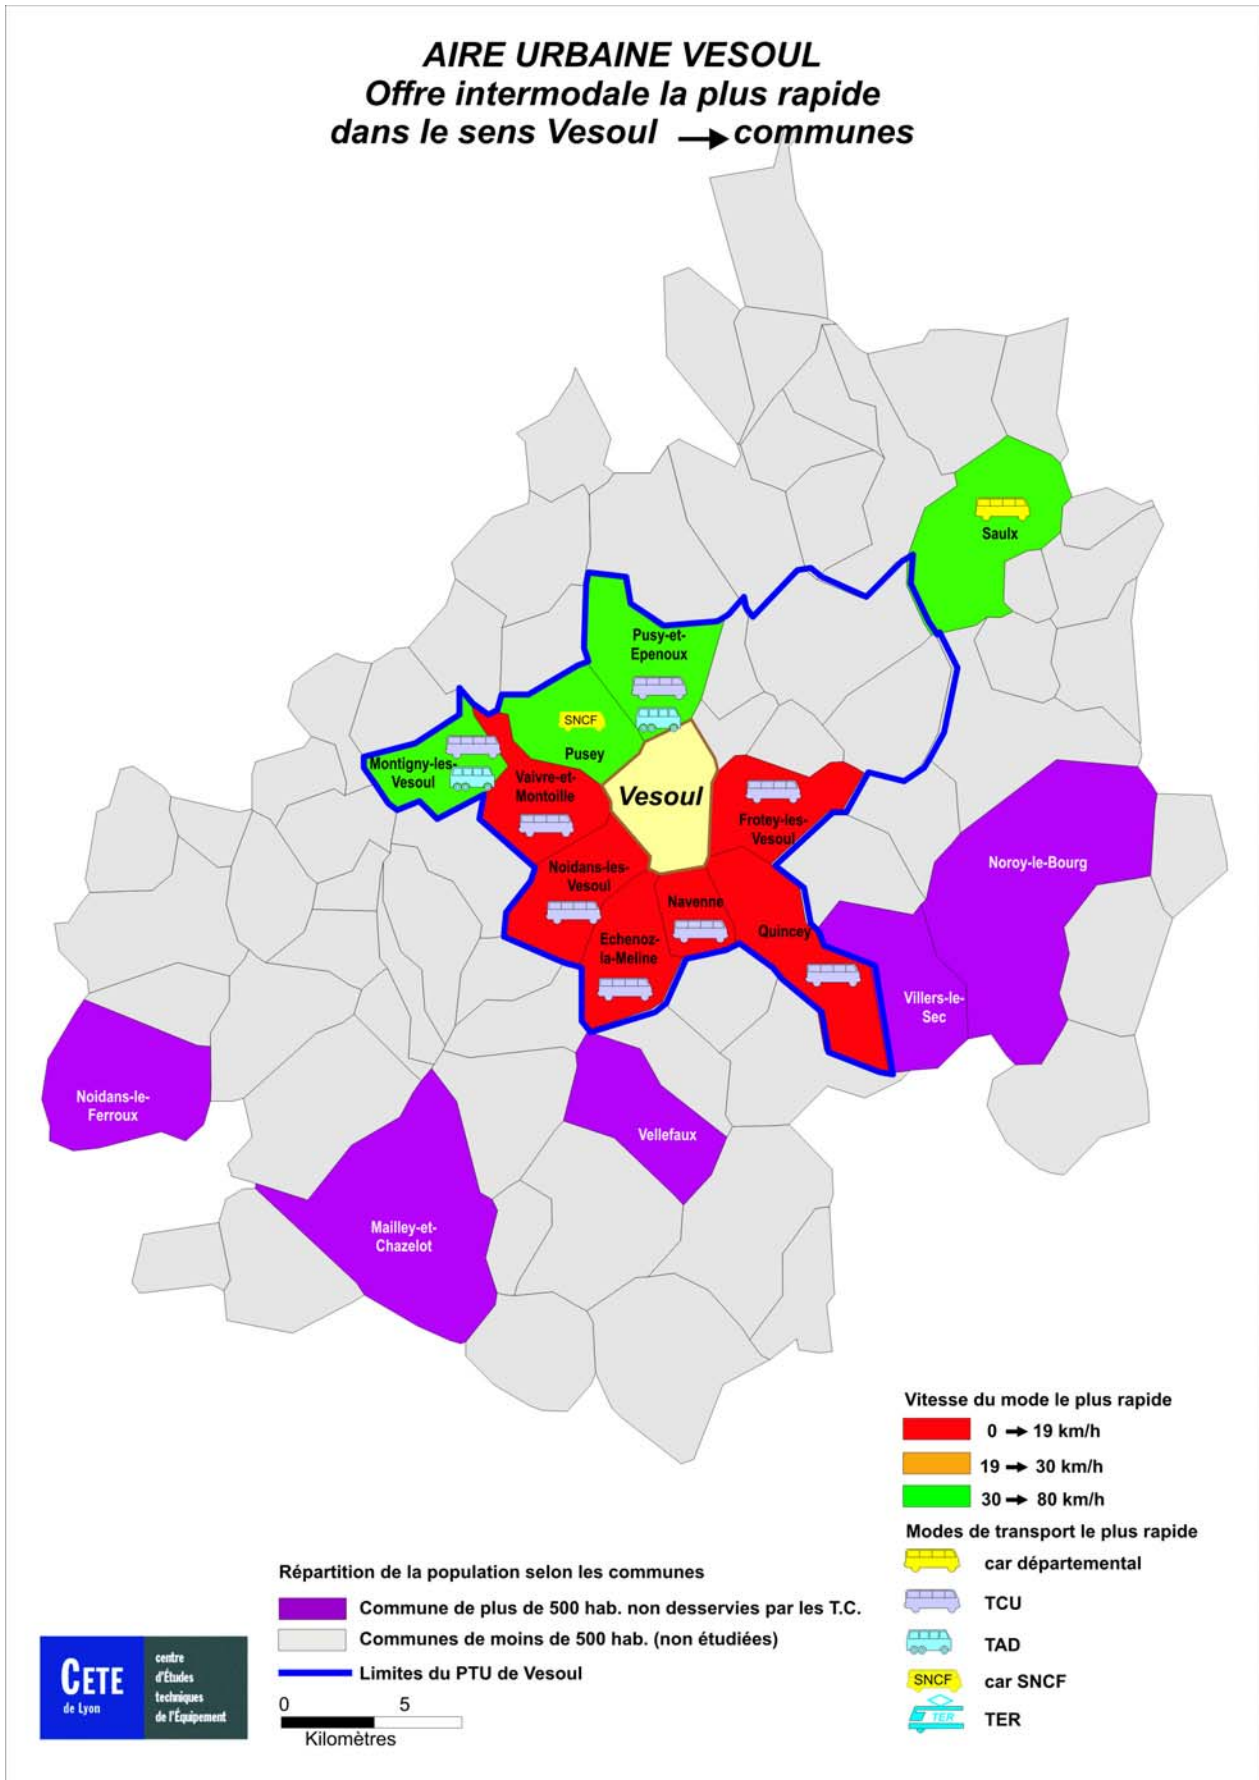 AIRE URBAINE VESOUL
Offre intermodale la plus rapide
dans le sens Vesoul → communes
Saulx
Pusy-et-
Epenoux
SNCF
Pusey
Montigny-les-
Vesoul
Vaivre-et-
Montoille
Vesoul
Frotey-les-
Vesoul
Noidans-les-
Vesoul
Navenne
Echenoz-
la-Meline
Quincey
Noroy-le-Bourg
Villers-le-
Sec
Noidans-le-
Ferroux
Vellefaux
Mailley-et-
Chazelot
Vitesse du mode le plus rapide
0 → 19 km/h
19 → 30 km/h
30 → 80 km/h
Modes de transport le plus rapide
car départemental
TCU
TAD
SNCF car SNCF
TER TER
Répartition de la population selon les communes
Commune de plus de 500 hab. non desservies par les T.C.
Communes de moins de 500 hab. (non étudiées)
Limites du PTU de Vesoul
0 5
Kilomètres
CETE
de Lyon
centre
d'Études
techniques
de l'Équipement